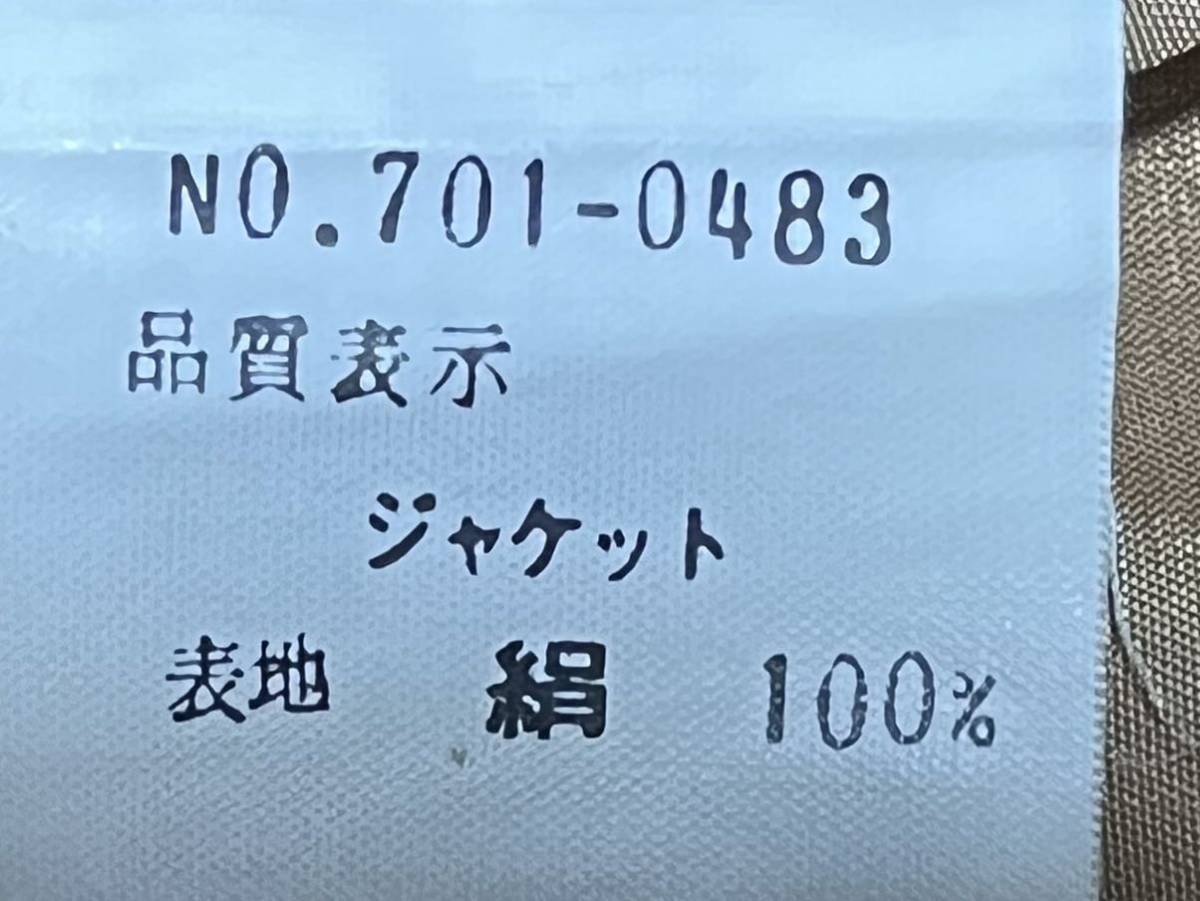 NO.701-0483
品質表示
ジャケット
表地 絹 100%